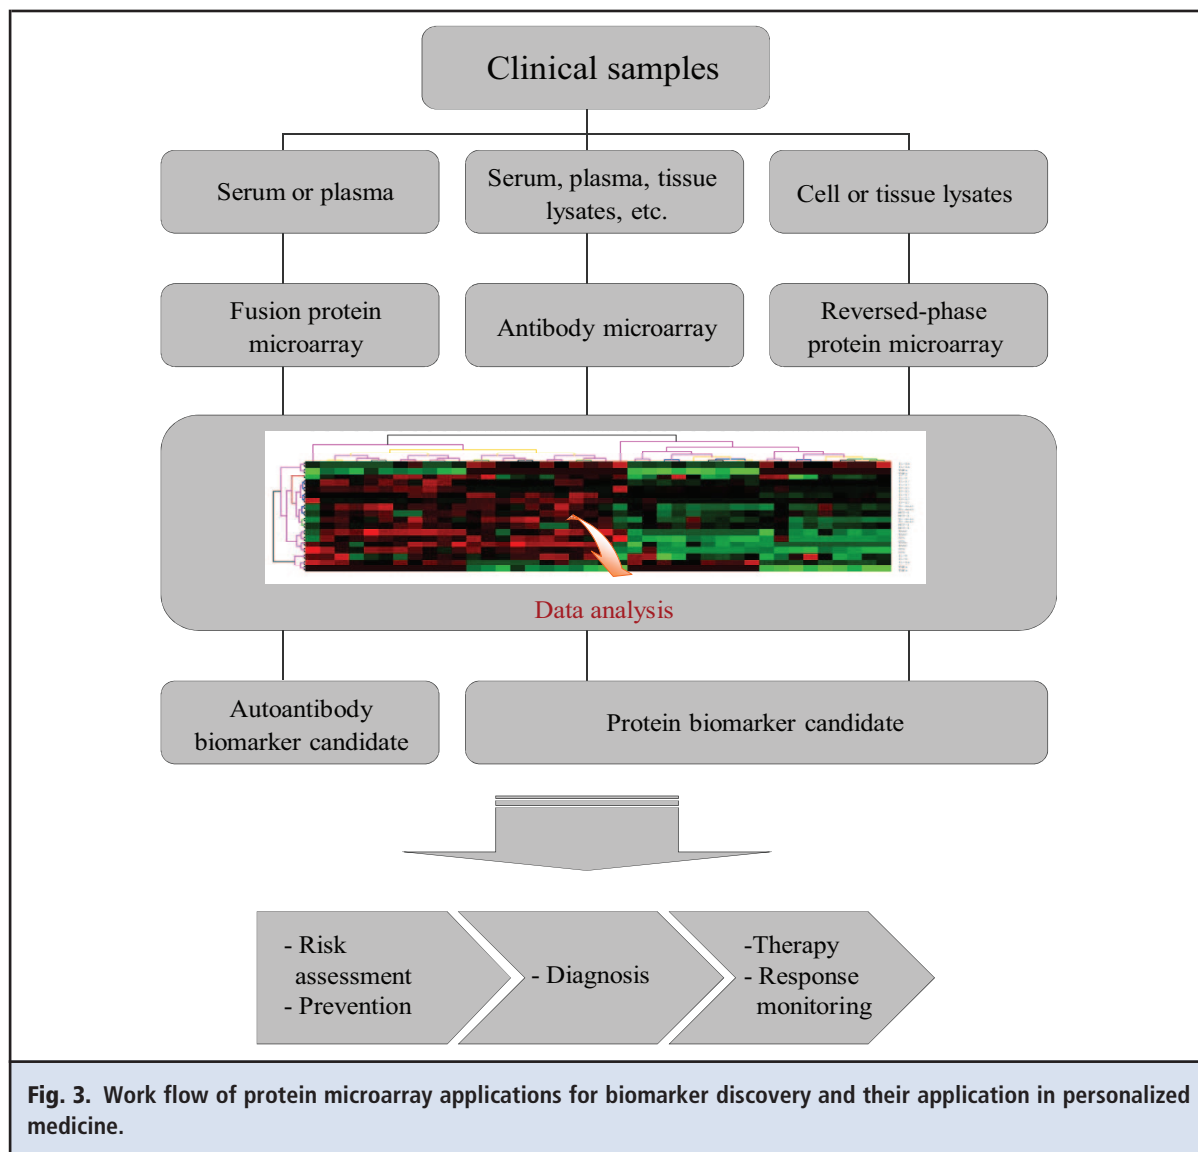 Clinical samples
Serum or plasma
Serum, plasma, tissue
lysates, etc.
Cell or tissue lysates
Fusion protein
microarray
Antibody microarray
Reversed-phase
protein microarray
Data analysis
Autoantibody
biomarker candidate
Protein biomarker candidate
- Risk
assessment
- Prevention
- Diagnosis
-Therapy
- Response
monitoring
Fig. 3. Work flow of protein microarray applications for biomarker discovery and their application in personalized
medicine.